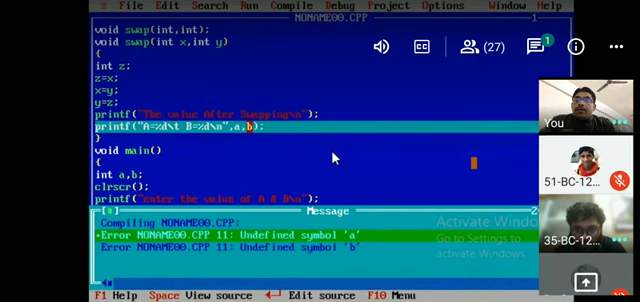 ≡ File Edit Search Run Compile Debug Project Options Window Help
NONAME00.CPP 1
void swap(int,int);
void swap(int x,int y)
{
int z;
z=x;
x=y;
y=z;
printf("The value After Swapping\n");
printf("A=%d\t B=%d\n",a,b);
}
void main()
{
int a,b;
clrscr();
printf("enter the value of A & B\n");
[■] Message 2
Compiling NONAME00.CPP:
•Error NONAME00.CPP 11: Undefined symbol 'a'
Error NONAME00.CPP 11: Undefined symbol 'b'
F1 Help Space View source ←┘ Edit source F10 Menu
CC
(27)
1
You
51-BC-12...
35-BC-12...
Activate Windo
Go to Settings to
activate Windows.